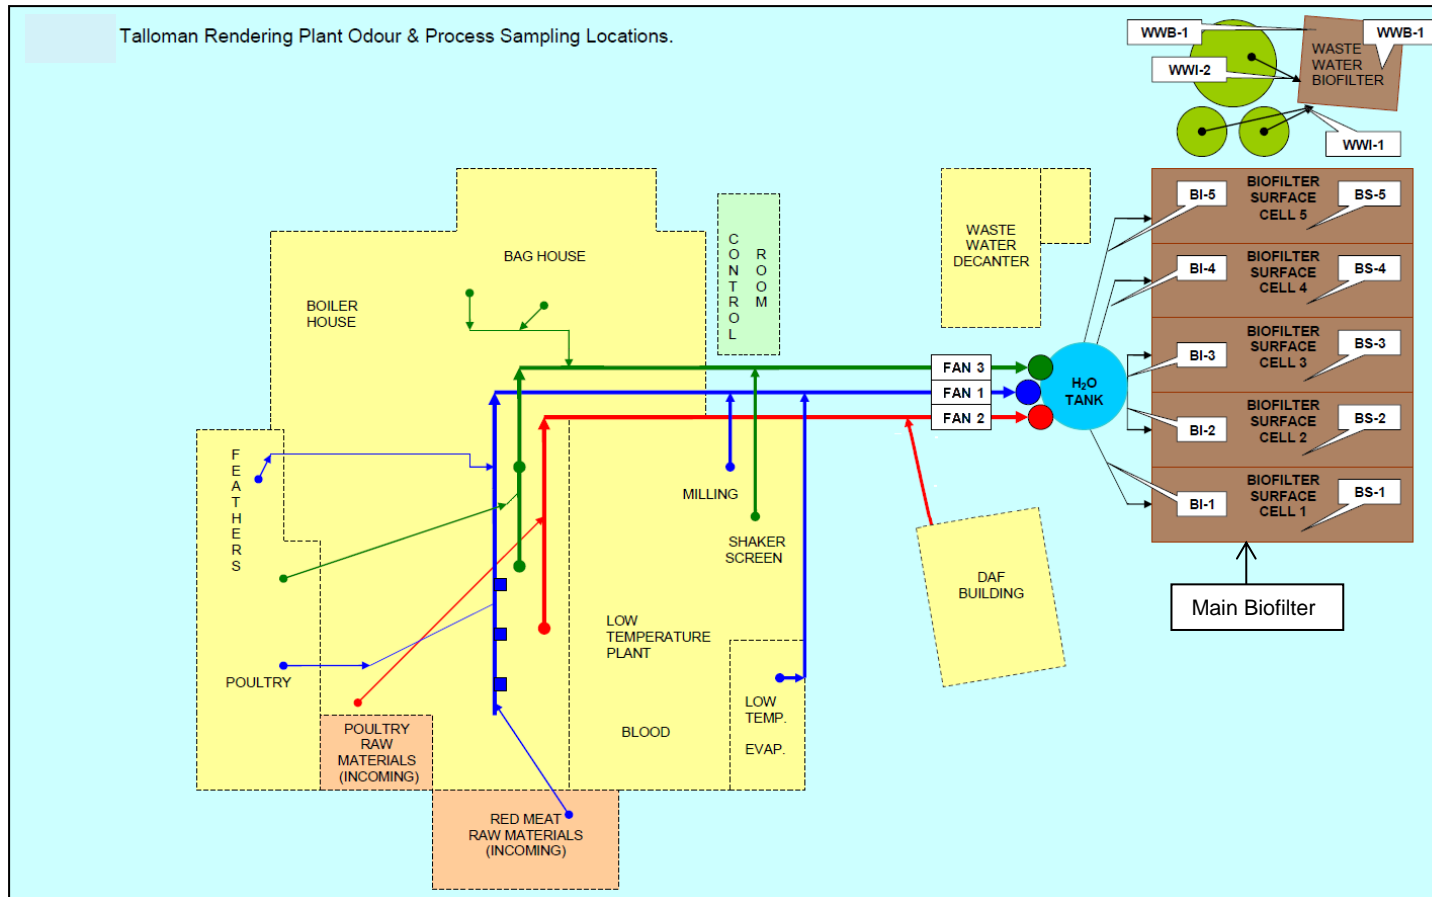 Talloman Rendering Plant Odour & Process Sampling Locations.
WWB-1
WWB-1
WASTE
WATER
BIOFILTER
WWI-2
WWI-1
BI-5
BIOFILTER
SURFACE
CELL 5
BS-5
BI-4
BIOFILTER
SURFACE
CELL 4
BS-4
BI-3
BIOFILTER
SURFACE
CELL 3
BS-3
BI-2
BIOFILTER
SURFACE
CELL 2
BS-2
BI-1
BIOFILTER
SURFACE
CELL 1
BS-1
Main Biofilter
WASTE
WATER
DECANTER
CONTROL
ROOM
BAG HOUSE
BOILER
HOUSE
FAN 3
FAN 1
FAN 2
H₂O
TANK
FEATHERS
MILLING
SHAKER
SCREEN
DAF
BUILDING
LOW
TEMPERATURE
PLANT
POULTRY
BLOOD
LOW
TEMP.
EVAP.
POULTRY
RAW
MATERIALS
(INCOMING)
RED MEAT
RAW MATERIALS
(INCOMING)